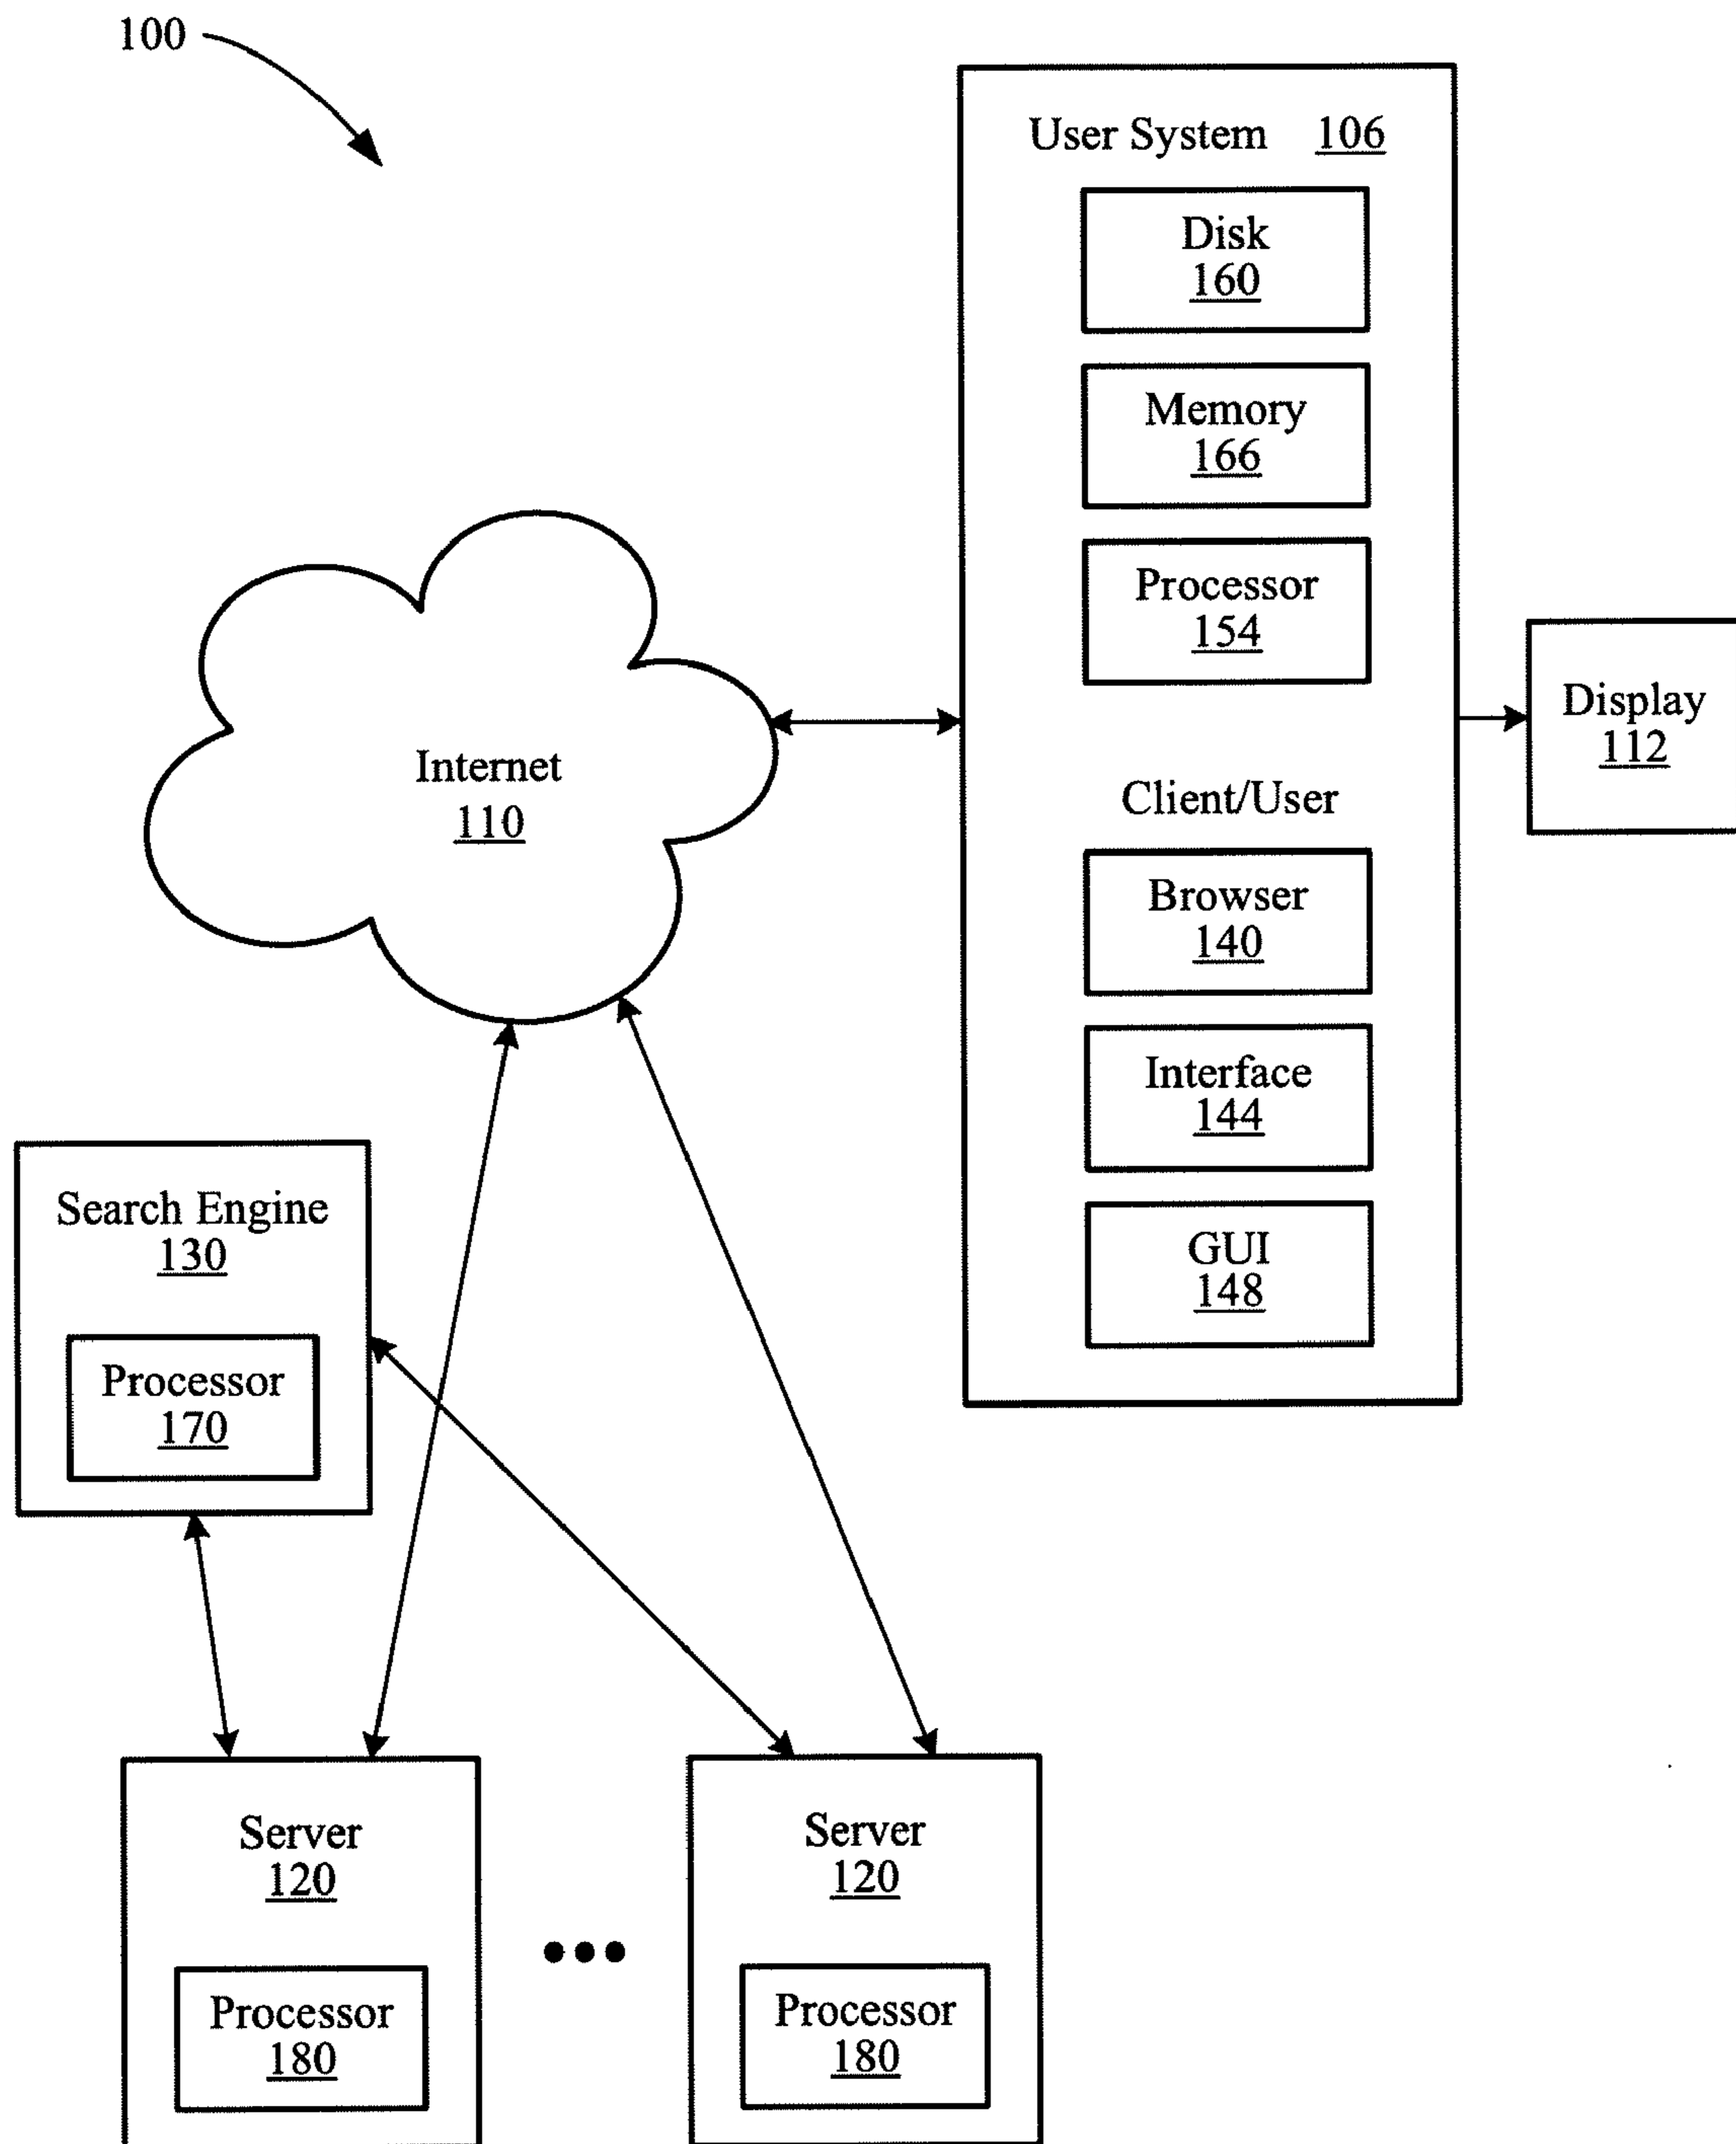 100
User System 106
Disk
160
Memory
166
Processor
154
Client/User
Browser
140
Interface
144
GUI
148
Display
112
Internet
110
Search Engine
130
Processor
170
Server
120
Processor
180
Server
120
Processor
180